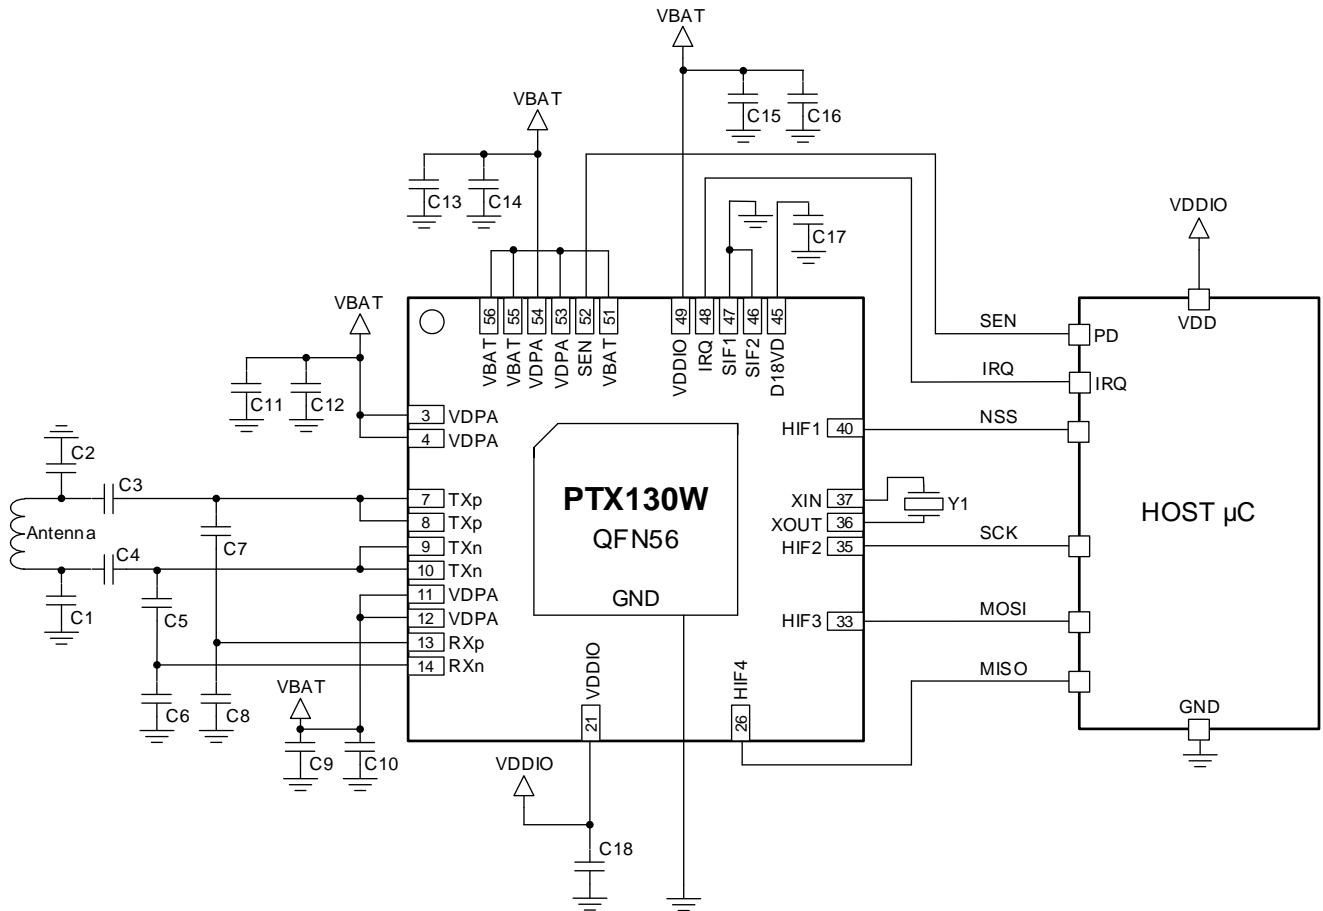 VBAT
C15 C16
VBAT
C13 C14
C17
VDDIO
VBAT
56 55 54 53 52 51 49 48 47 46 45
VBAT VBAT VDPA VDPA SEN VBAT VDDIO IRQ SIF1 SIF2 D18VD
VDD
SEN
PD
IRQ
IRQ
C11 C12
3 VDPA
4 VDPA
HIF1 40
NSS
C2
C3
PTX130W
QFN56
GND
7 TXp
8 TXp
9 TXn
10 TXn
11 VDPA
12 VDPA
13 RXp
14 RXn
XIN 37
XOUT 36
HIF2 35
Y1
HOST µC
SCK
Antenna
C7
C4
C1
C5
HIF3 33
MOSI
MISO
VBAT
C6 C8
VDDIO
21
HIF4
26
GND
C9 C10
VDDIO
C18